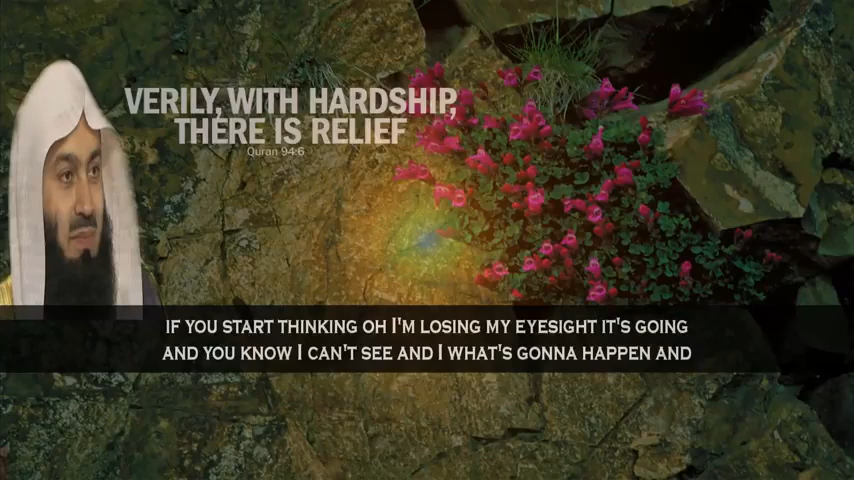 VERILY, WITH HARDSHIP,
THERE IS RELIEF
Quran 94:6
IF YOU START THINKING OH I'M LOSING MY EYESIGHT IT'S GOING
AND YOU KNOW I CAN'T SEE AND I WHAT'S GONNA HAPPEN AND